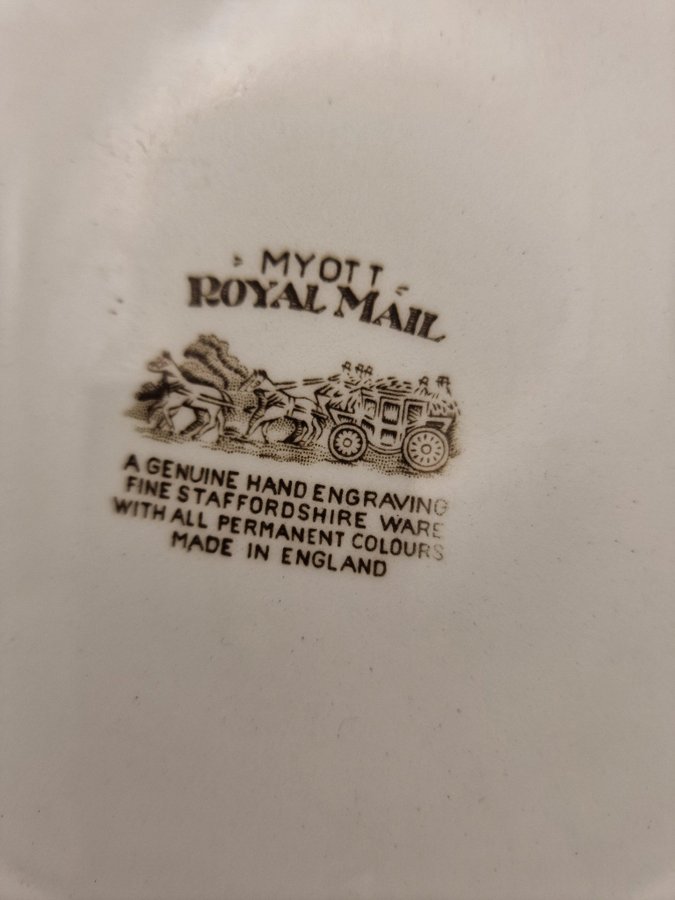 MYOTT
ROYAL MAIL
A GENUINE HAND ENGRAVING
FINE STAFFORDSHIRE WARE
WITH ALL PERMANENT COLOURS
MADE IN ENGLAND